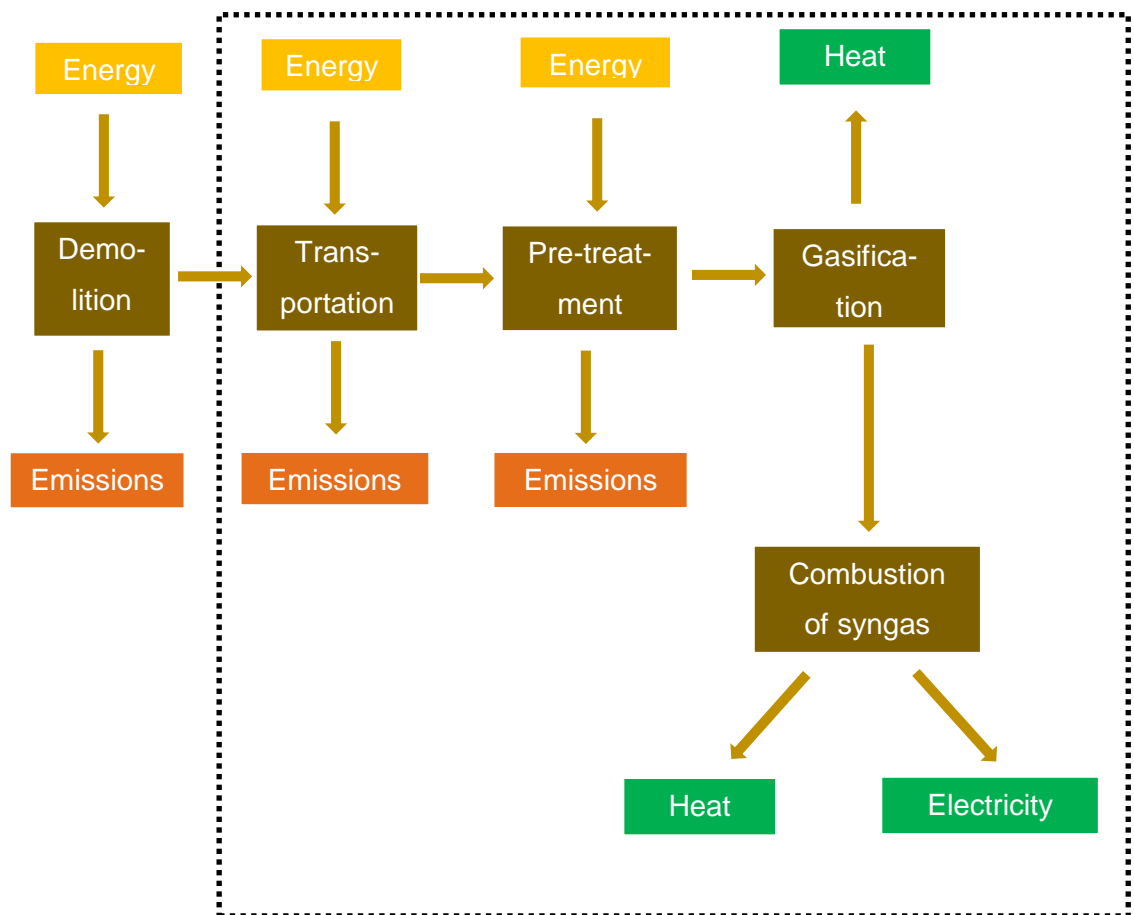 Energy
Energy
Energy
Heat
Demo-
lition
Trans-
portation
Pre-treat-
ment
Gasifica-
tion
Emissions
Emissions
Emissions
Combustion
of syngas
Heat
Electricity